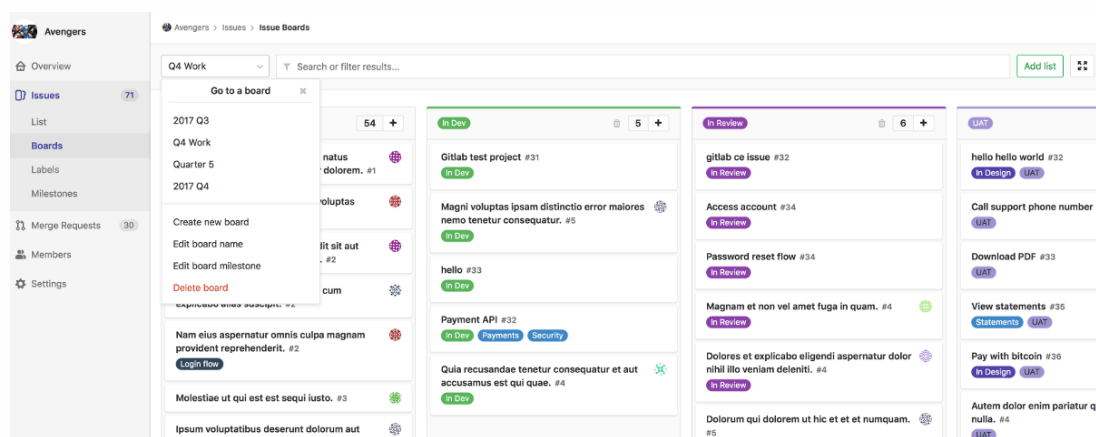 Avengers
Avengers > Issues > Issue Boards
Overview
Issues 71
List
Boards
Labels
Milestones
Merge Requests 30
Members
Settings
Q4 Work
Search or filter results...
Add list
Go to a board ×
2017 Q3
Q4 Work
Quarter 5
2017 Q4
Create new board
Edit board name
Edit board milestone
Delete board
54 +
natus
dolorem. #1
voluptas
dit sit aut
. #2
cum
explicabo alias suscipit. #2
Nam eius aspernatur omnis culpa magnam
provident reprehenderit. #2
Login flow
Molestiae ut qui est est sequi iusto. #3
Ipsum voluptatibus deserunt dolorum aut
In Dev 5 +
Gitlab test project #31
In Dev
Magni voluptas ipsam distinctio error maiores
nemo tenetur consequatur. #5
In Dev
hello #33
In Dev
Payment API #32
In Dev Payments Security
Quia recusandae tenetur consequatur et aut
accusamus est qui quae. #4
In Dev
In Review 6 +
gitlab ce issue #32
In Review
Access account #34
In Review
Password reset flow #34
In Review
Magnam et non vel amet fuga in quam. #4
In Review
Dolores et explicabo eligendi aspernatur dolor
nihil illo veniam deleniti. #4
In Review
Dolorum qui dolorem ut hic et et et numquam.
#5
UAT
hello hello world #32
In Design UAT
Call support phone number
UAT
Download PDF #33
UAT
View statements #35
Statements UAT
Pay with bitcoin #36
In Design UAT
Autem dolor enim pariatur q
nulla. #4
UAT